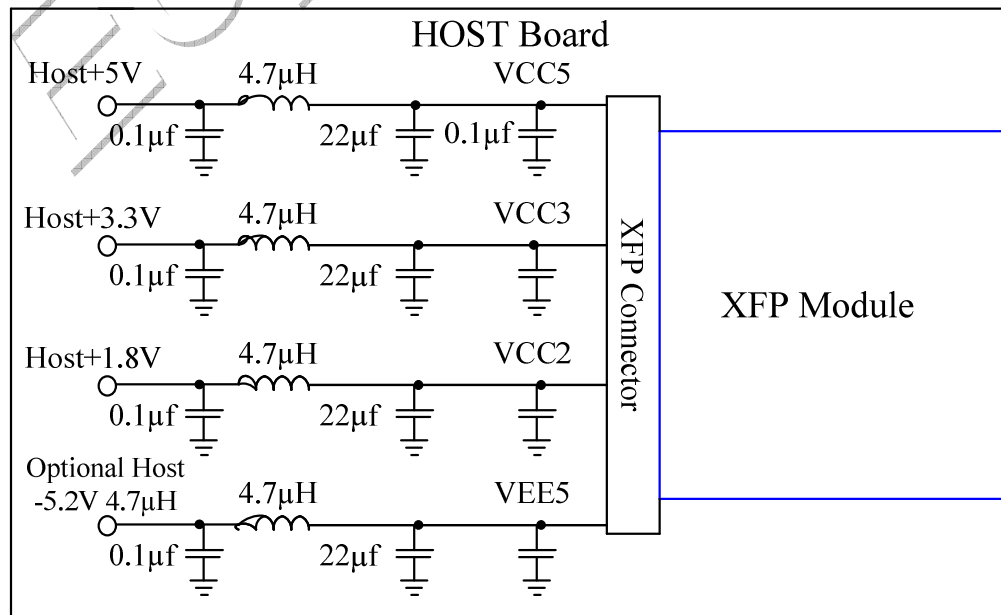 HOST Board
Host+5V
4.7μH
VCC5
0.1μf
22μf
0.1μf
Host+3.3V
4.7μH
VCC3
0.1μf
22μf
Host+1.8V
4.7μH
VCC2
0.1μf
22μf
Optional Host
-5.2V 4.7μH
4.7μH
VEE5
0.1μf
22μf
XFP Connector
XFP Module